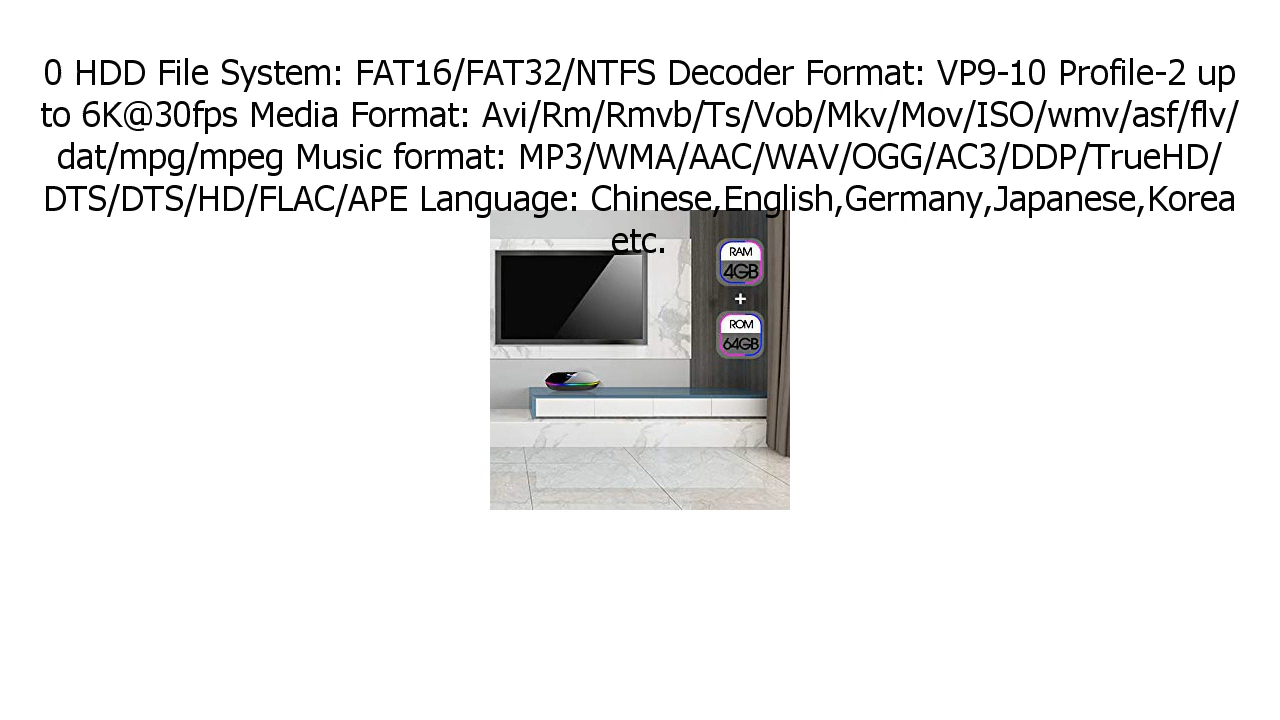 0 HDD File System: FAT16/FAT32/NTFS Decoder Format: VP9-10 Profile-2 up
to 6K@30fps Media Format: Avi/Rm/Rmvb/Ts/Vob/Mkv/Mov/ISO/wmv/asf/flv/
dat/mpg/mpeg Music format: MP3/WMA/AAC/WAV/OGG/AC3/DDP/TrueHD/
DTS/DTS/HD/FLAC/APE Language: Chinese,English,Germany,Japanese,Korea
etc.
RAM
4GB
+
ROM
64GB